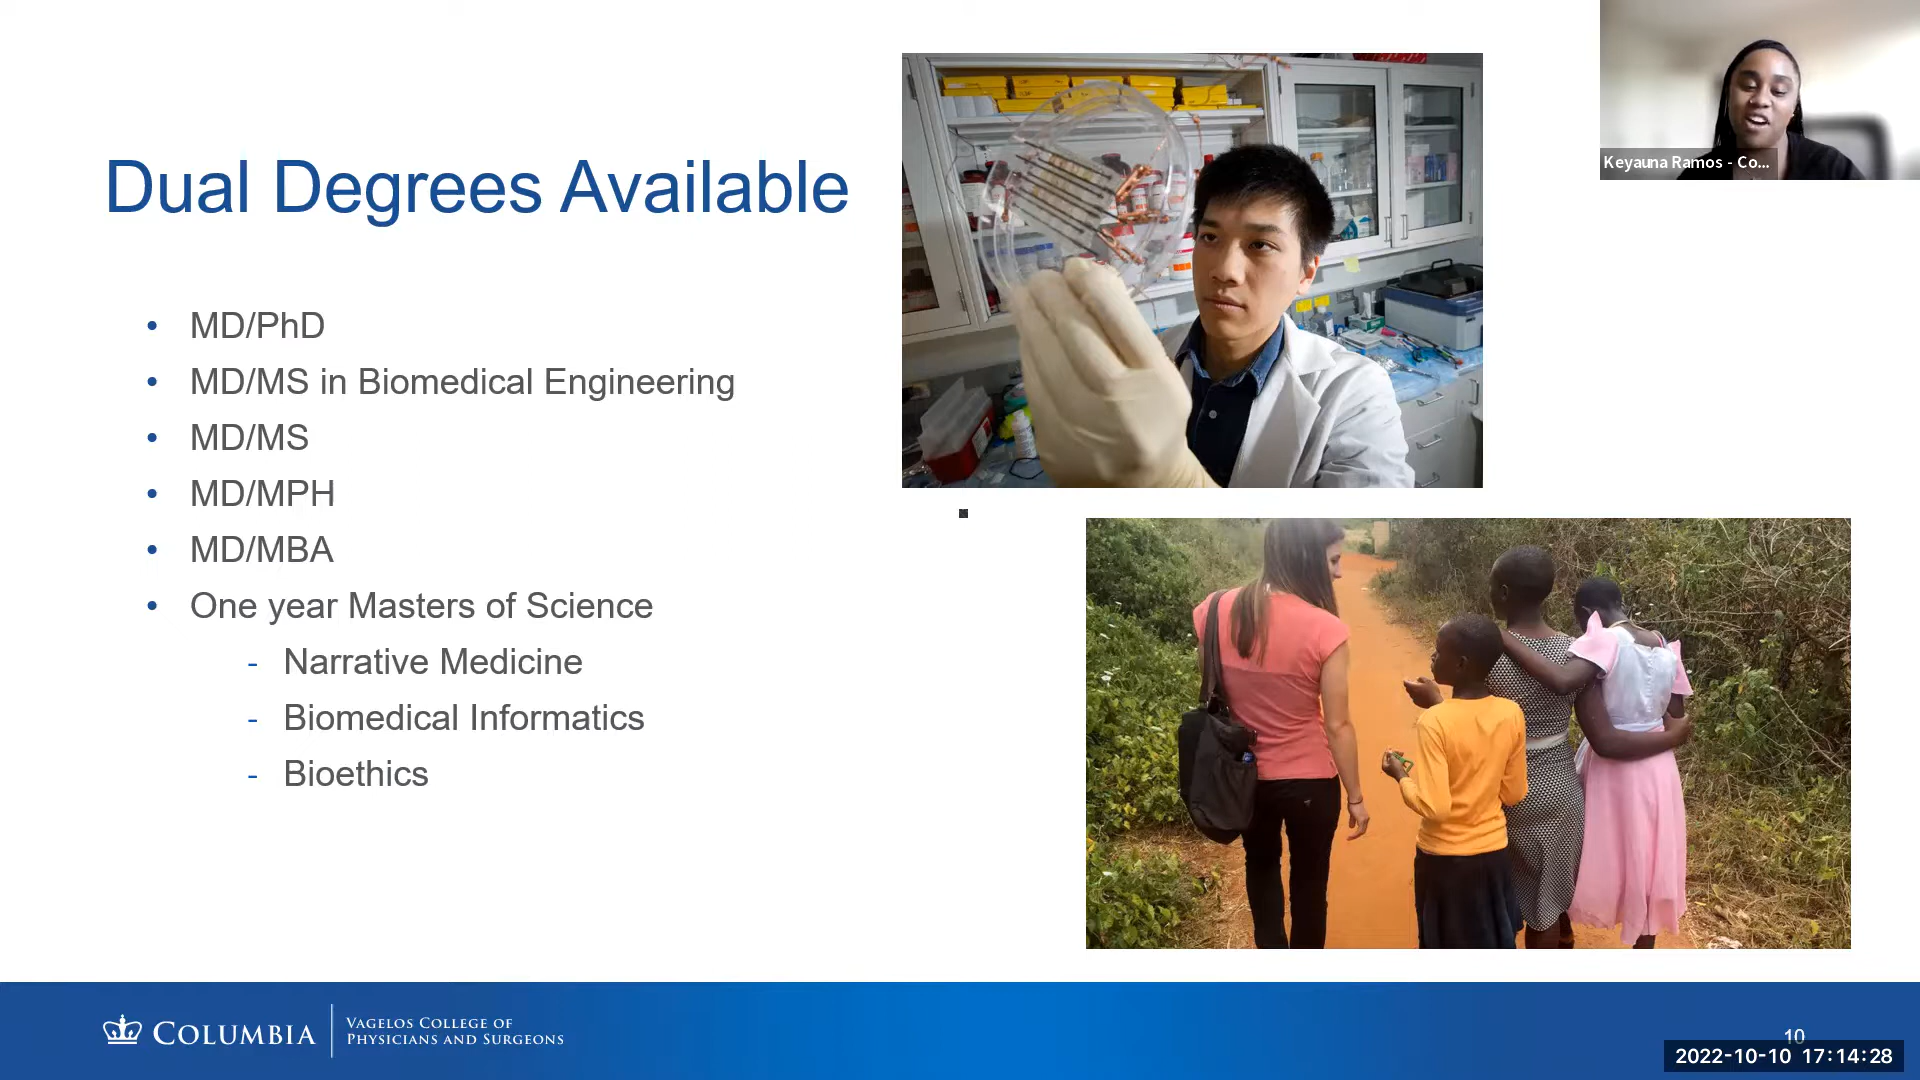 Dual Degrees Available
• MD/PhD
• MD/MS in Biomedical Engineering
• MD/MS
• MD/MPH
• MD/MBA
• One year Masters of Science
- Narrative Medicine
- Biomedical Informatics
- Bioethics
Keyauna Ramos - Co...
COLUMBIA
VAGELOS COLLEGE OF
PHYSICIANS AND SURGEONS
10
2022-10-10 17:14:28